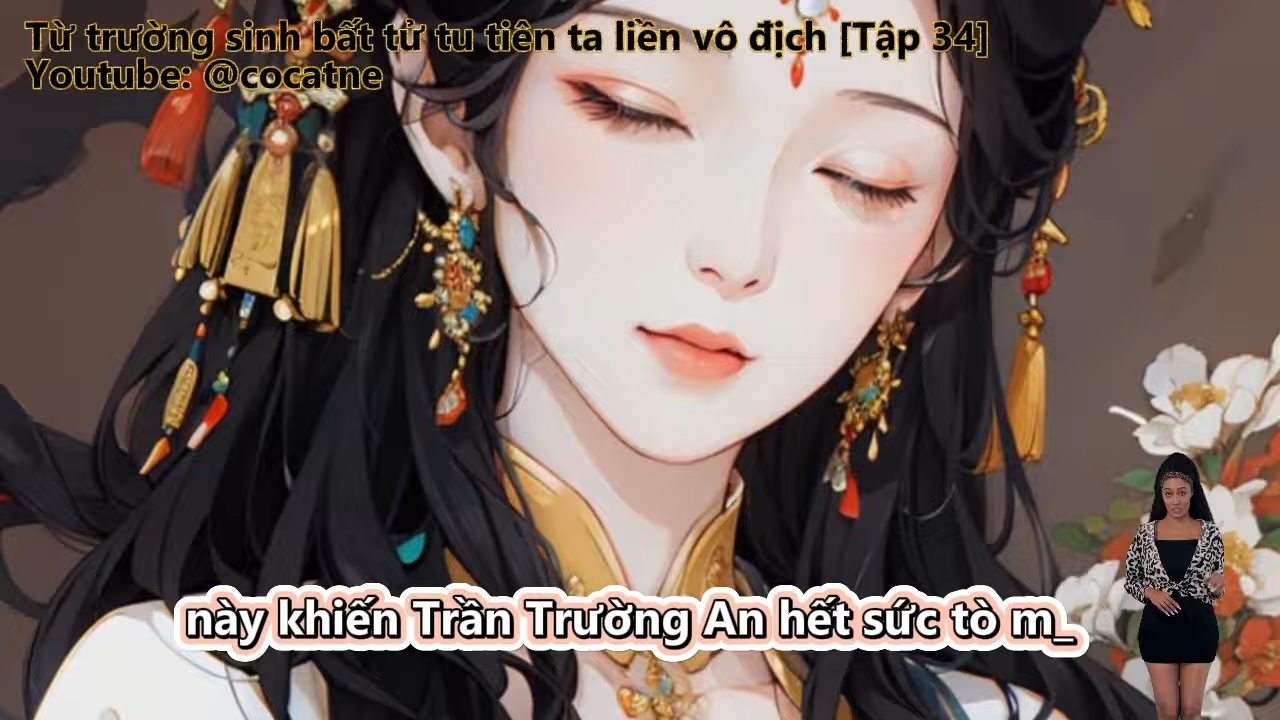 Từ trường sinh bất tử tu tiên ta liền vô địch [Tập 34]
Youtube: @cocatne
này khiến Trần Trường An hết sức tò m_